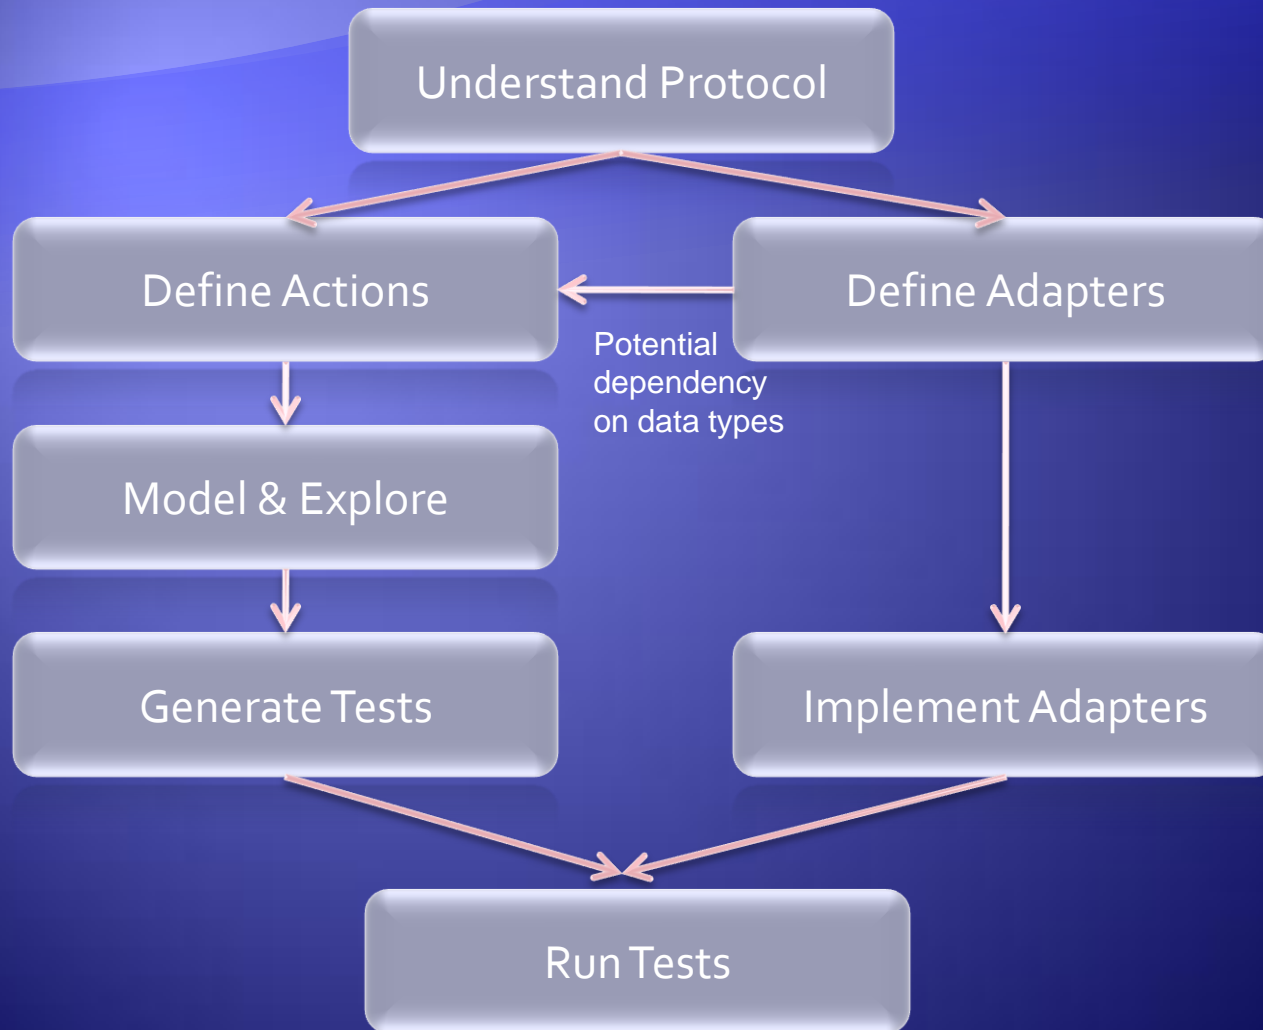 Understand Protocol
Define Actions
Define Adapters
Potential
dependency
on data types
Model & Explore
Generate Tests
Implement Adapters
Run Tests